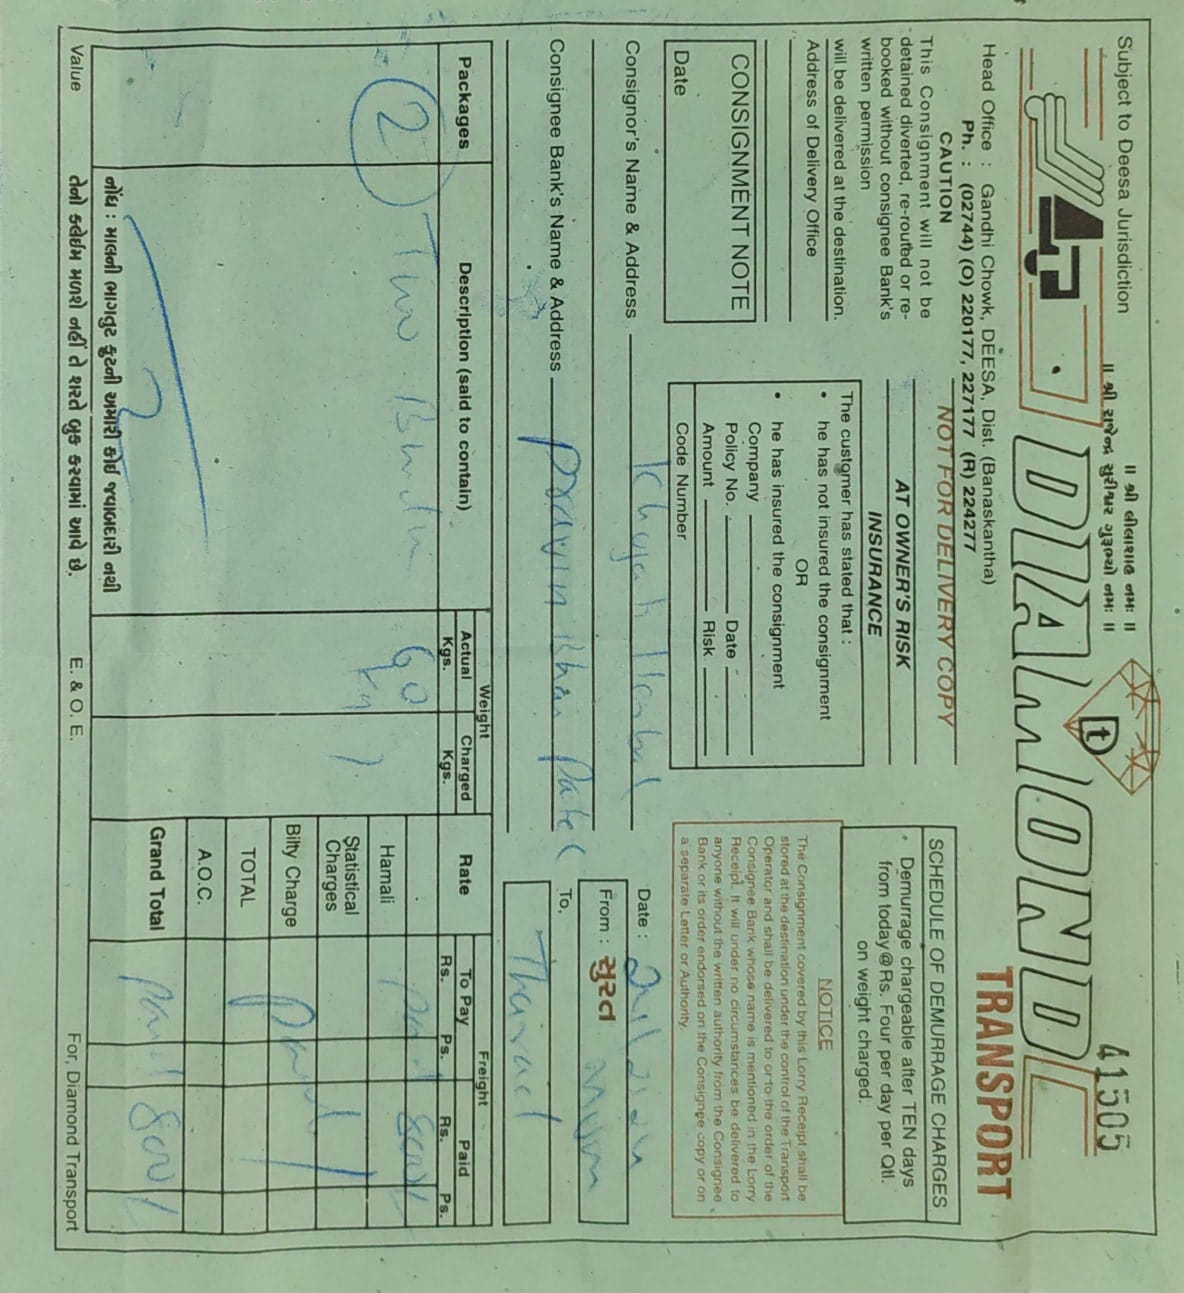 Subject to Deesa Jurisdiction
॥ શ્રી લીલાશાહ નમઃ ॥
41505
DIAMOND
TRANSPORT
Head Office : Gandhi Chowk, DEESA, Dist. (Banaskantha)
Ph. : (02744) (O) 220177, 227177 (R) 224277
CAUTION
This Consignment will not be
detained diverted, re-routed or re-
booked without consignee Bank's
written permission
will be delivered at the destination.
Address of Delivery Office
NOT FOR DELIVERY COPY
AT OWNER'S RISK
INSURANCE
The customer has stated that :
• he has not insured the consignment
OR
• he has insured the consignment
Company
Policy No. Date
Amount Risk
Code Number
SCHEDULE OF DEMURRAGE CHARGES
• Demurrage chargeable after TEN days
from today@Rs. Four per day per Qtl.
on weight charged.
NOTICE
The Consignment covered by this Lorry Receipt shall be
stored at the destination under the control of the Transport
Operator and shall be delivered to or to the order of the
Consignee Bank whose name is mentioned in the Lorry
Receipt. It will under no circumstances be delivered to
anyone without the written authority from the Consignee
Bank or its order endorsed on the Consignee copy or on
a separate Letter or Authority.
CONSIGNMENT NOTE
Date
Consignor's Name & Address
Date :
From : સુરત
Consignee Bank's Name & Address Pravin Bhai Patel
To, Tharad
Packages Description (said to contain) Weight Rate Freight
Actual Kgs. Charged Kgs. To Pay Paid
Rs. Ps. Rs. Ps.
2 Two 60 Kg
Hamali
Statistical Charges
Bilty Charge
TOTAL
A.O.C.
Grand Total Paid 800/
નોંધ : માલની ભાગતુટ ફુટની અમારી કોઇ જવાબદારી નથી
Value તેનો કલેઇમ મળશે નહીં તે શરતે બુક કરવામાં આવે છે. E. & O. E. For, Diamond Transport